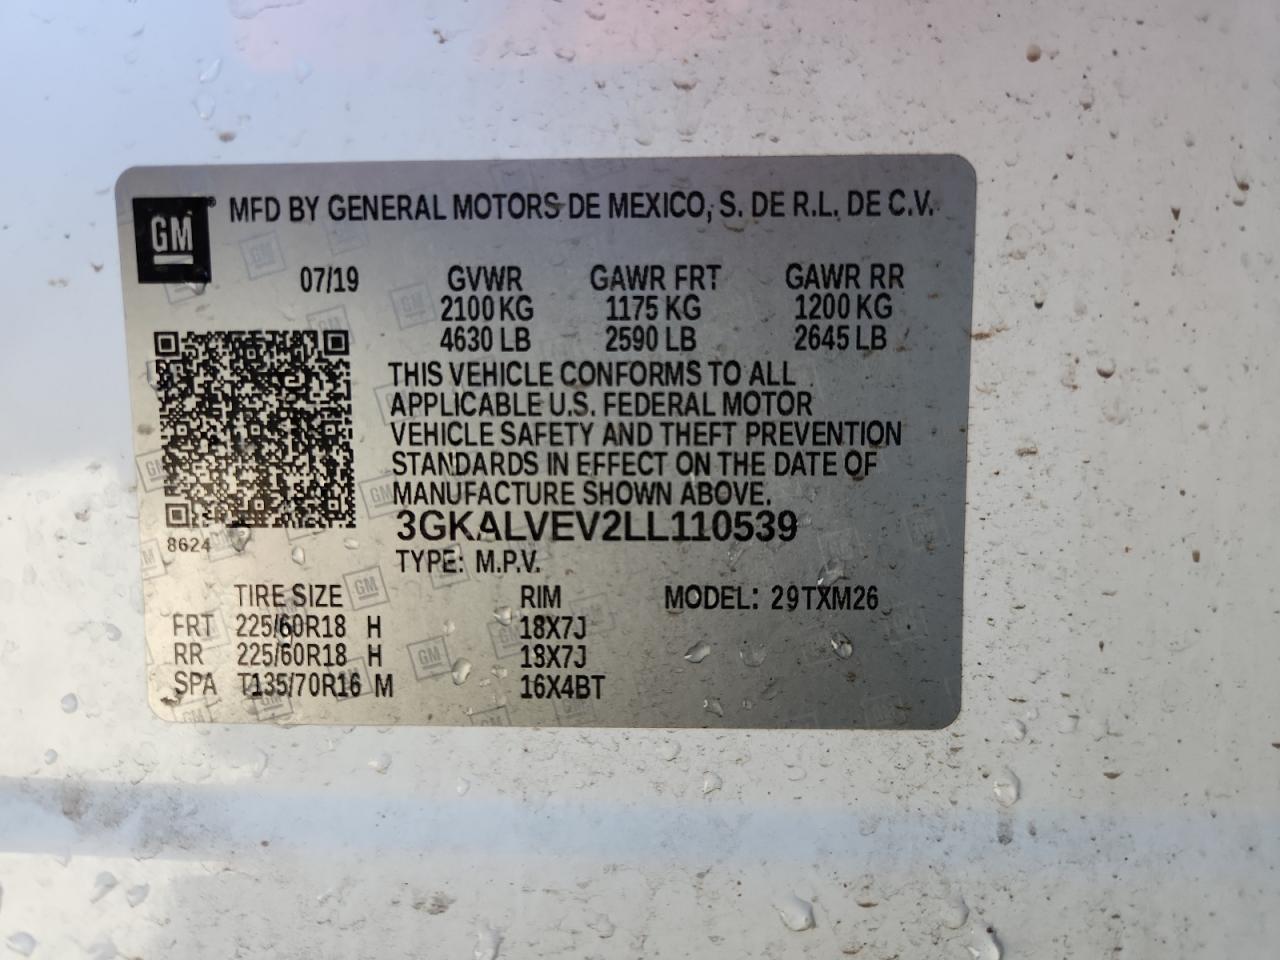 GM ® MFD BY GENERAL MOTORS DE MEXICO, S. DE R.L. DE C.V.
07/19 GVWR GAWR FRT GAWR RR
2100 KG 1175 KG 1200 KG
4630 LB 2590 LB 2645 LB
THIS VEHICLE CONFORMS TO ALL
APPLICABLE U.S. FEDERAL MOTOR
VEHICLE SAFETY AND THEFT PREVENTION
STANDARDS IN EFFECT ON THE DATE OF
MANUFACTURE SHOWN ABOVE.
3GKALVEV2LL110539
8624
TYPE: M.P.V.
TIRE SIZE RIM MODEL: 29TXM26
FRT 225/60R18 H 18X7J
RR 225/60R18 H 18X7J
SPA T135/70R16 M 16X4BT